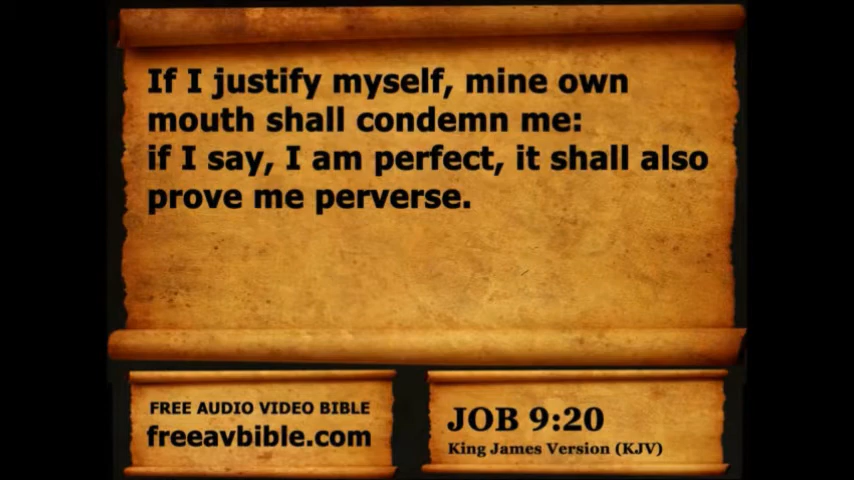 If I justify myself, mine own
mouth shall condemn me:
if I say, I am perfect, it shall also
prove me perverse.
FREE AUDIO VIDEO BIBLE
freeavbible.com
JOB 9:20
King James Version (KJV)